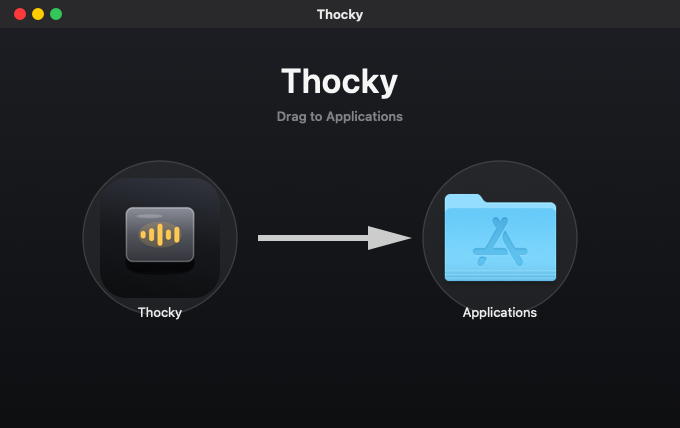 Thocky
Thocky
Drag to Applications
Thocky
Applications